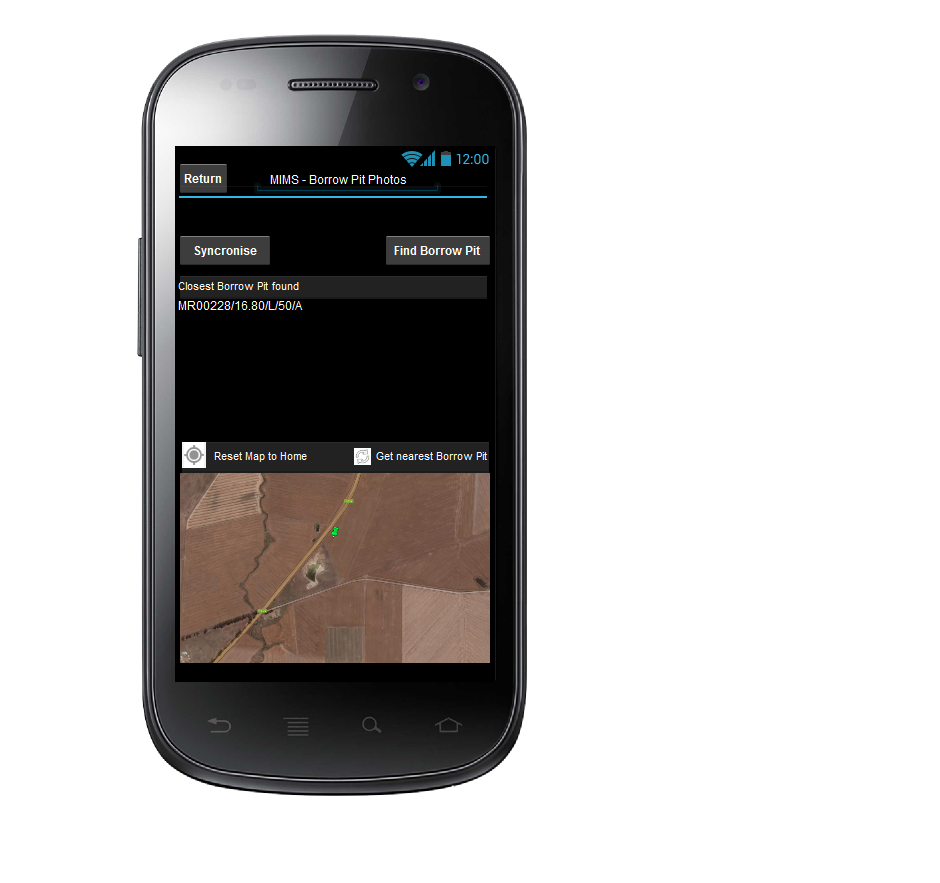 12:00
Return
MIMS - Borrow Pit Photos
Syncronise
Find Borrow Pit
Closest Borrow Pit found
MR00228/16.80/L/50/A
Reset Map to Home
Get nearest Borrow Pit